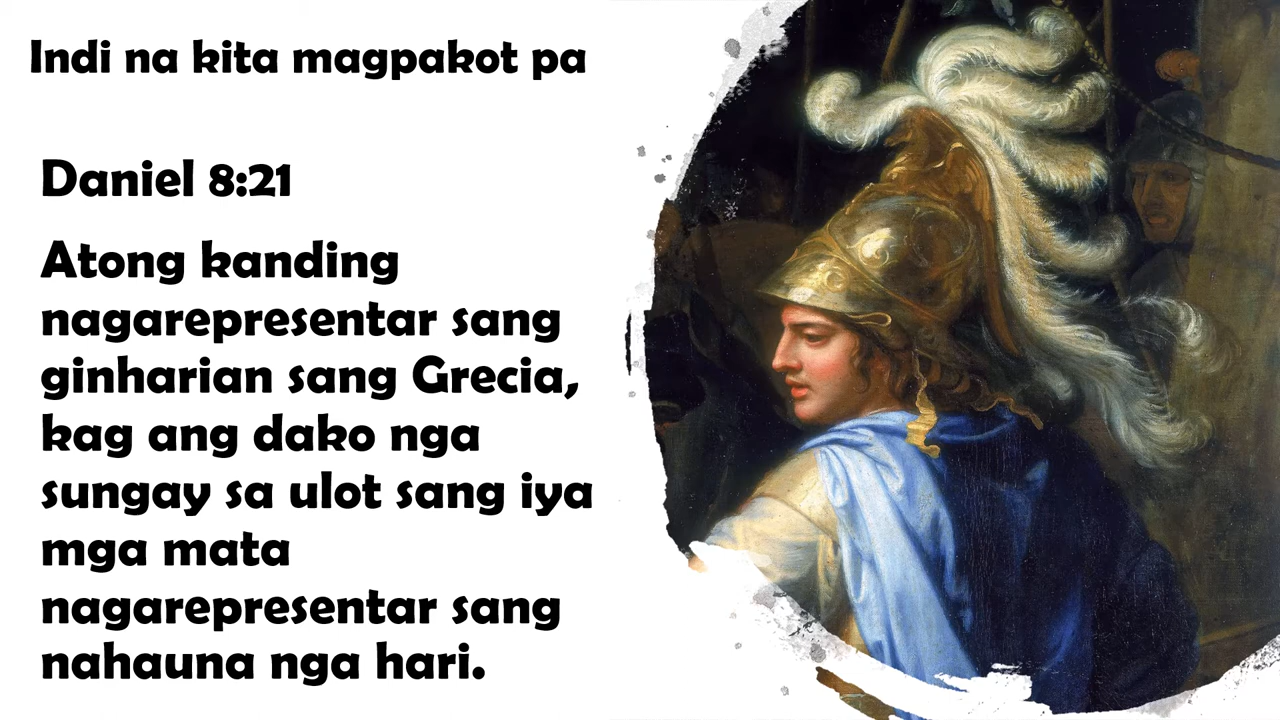 Indi na kita magpakot pa
Daniel 8:21
Atong kanding
nagarepresentar sang
ginharian sang Grecia,
kag ang dako nga
sungay sa ulot sang iya
mga mata
nagarepresentar sang
nahauna nga hari.